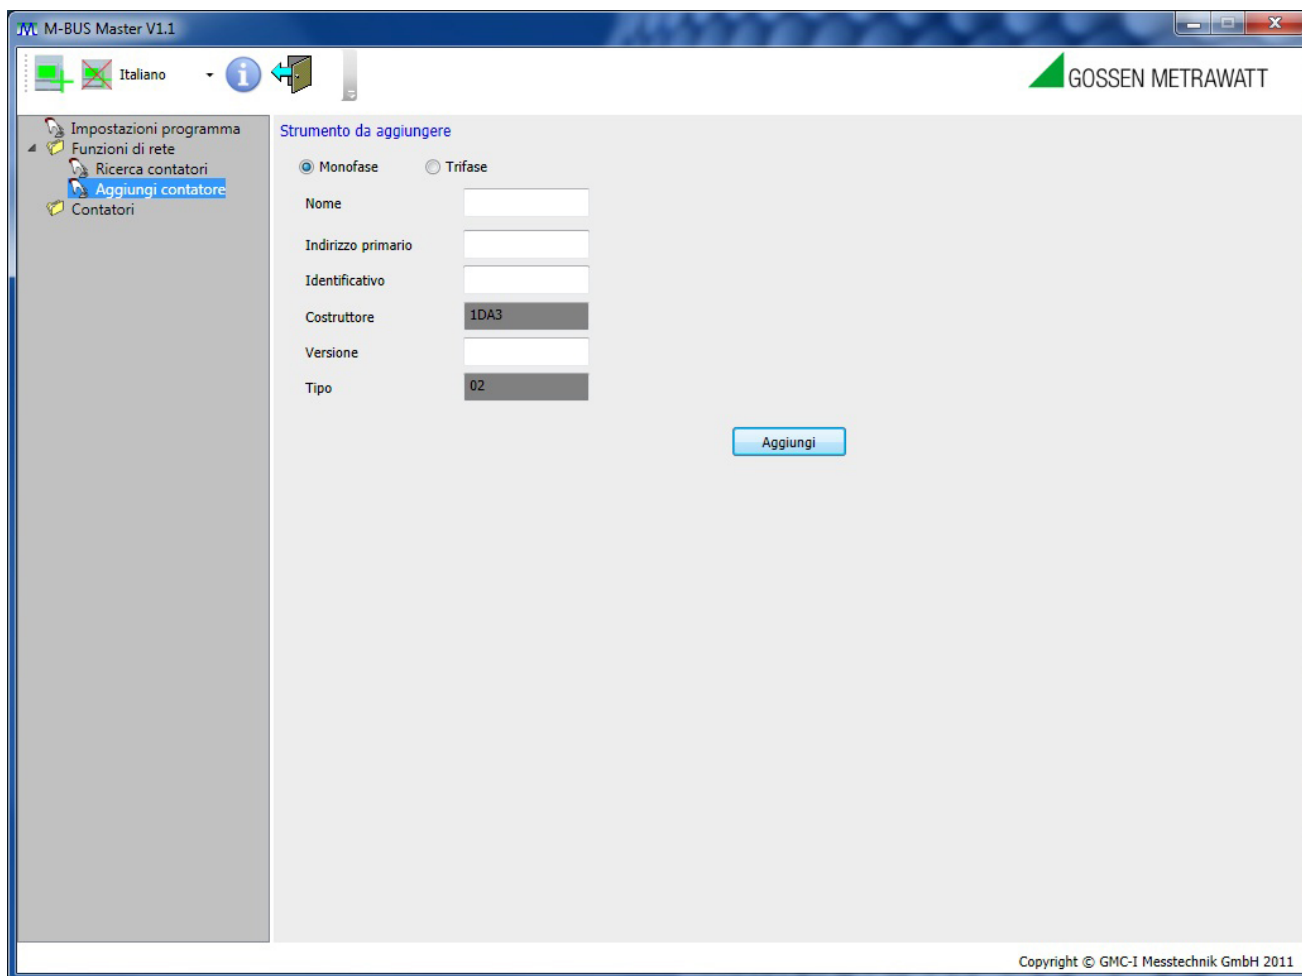 M-BUS Master V1.1
Italiano
GOSSEN METRAWATT
Impostazioni programma
Funzioni di rete
Ricerca contatori
Aggiungi contatore
Contatori
Strumento da aggiungere
Monofase Trifase
Nome
Indirizzo primario
Identificativo
Costruttore 1DA3
Versione
Tipo 02
Aggiungi
Copyright © GMC-I Messtechnik GmbH 2011